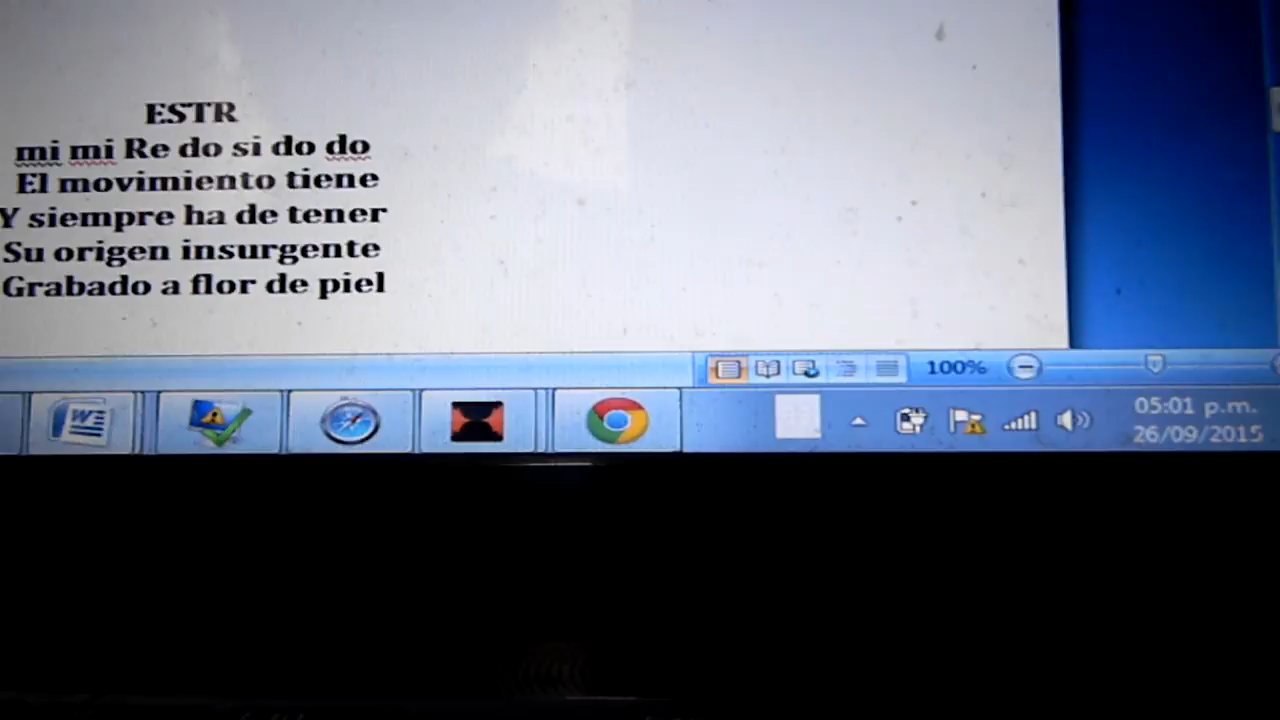 ESTR
mi mi Re do si do do
El movimiento tiene
Y siempre ha de tener
Su origen insurgente
Grabado a flor de piel
100%
05:01 p.m.
26/09/2015